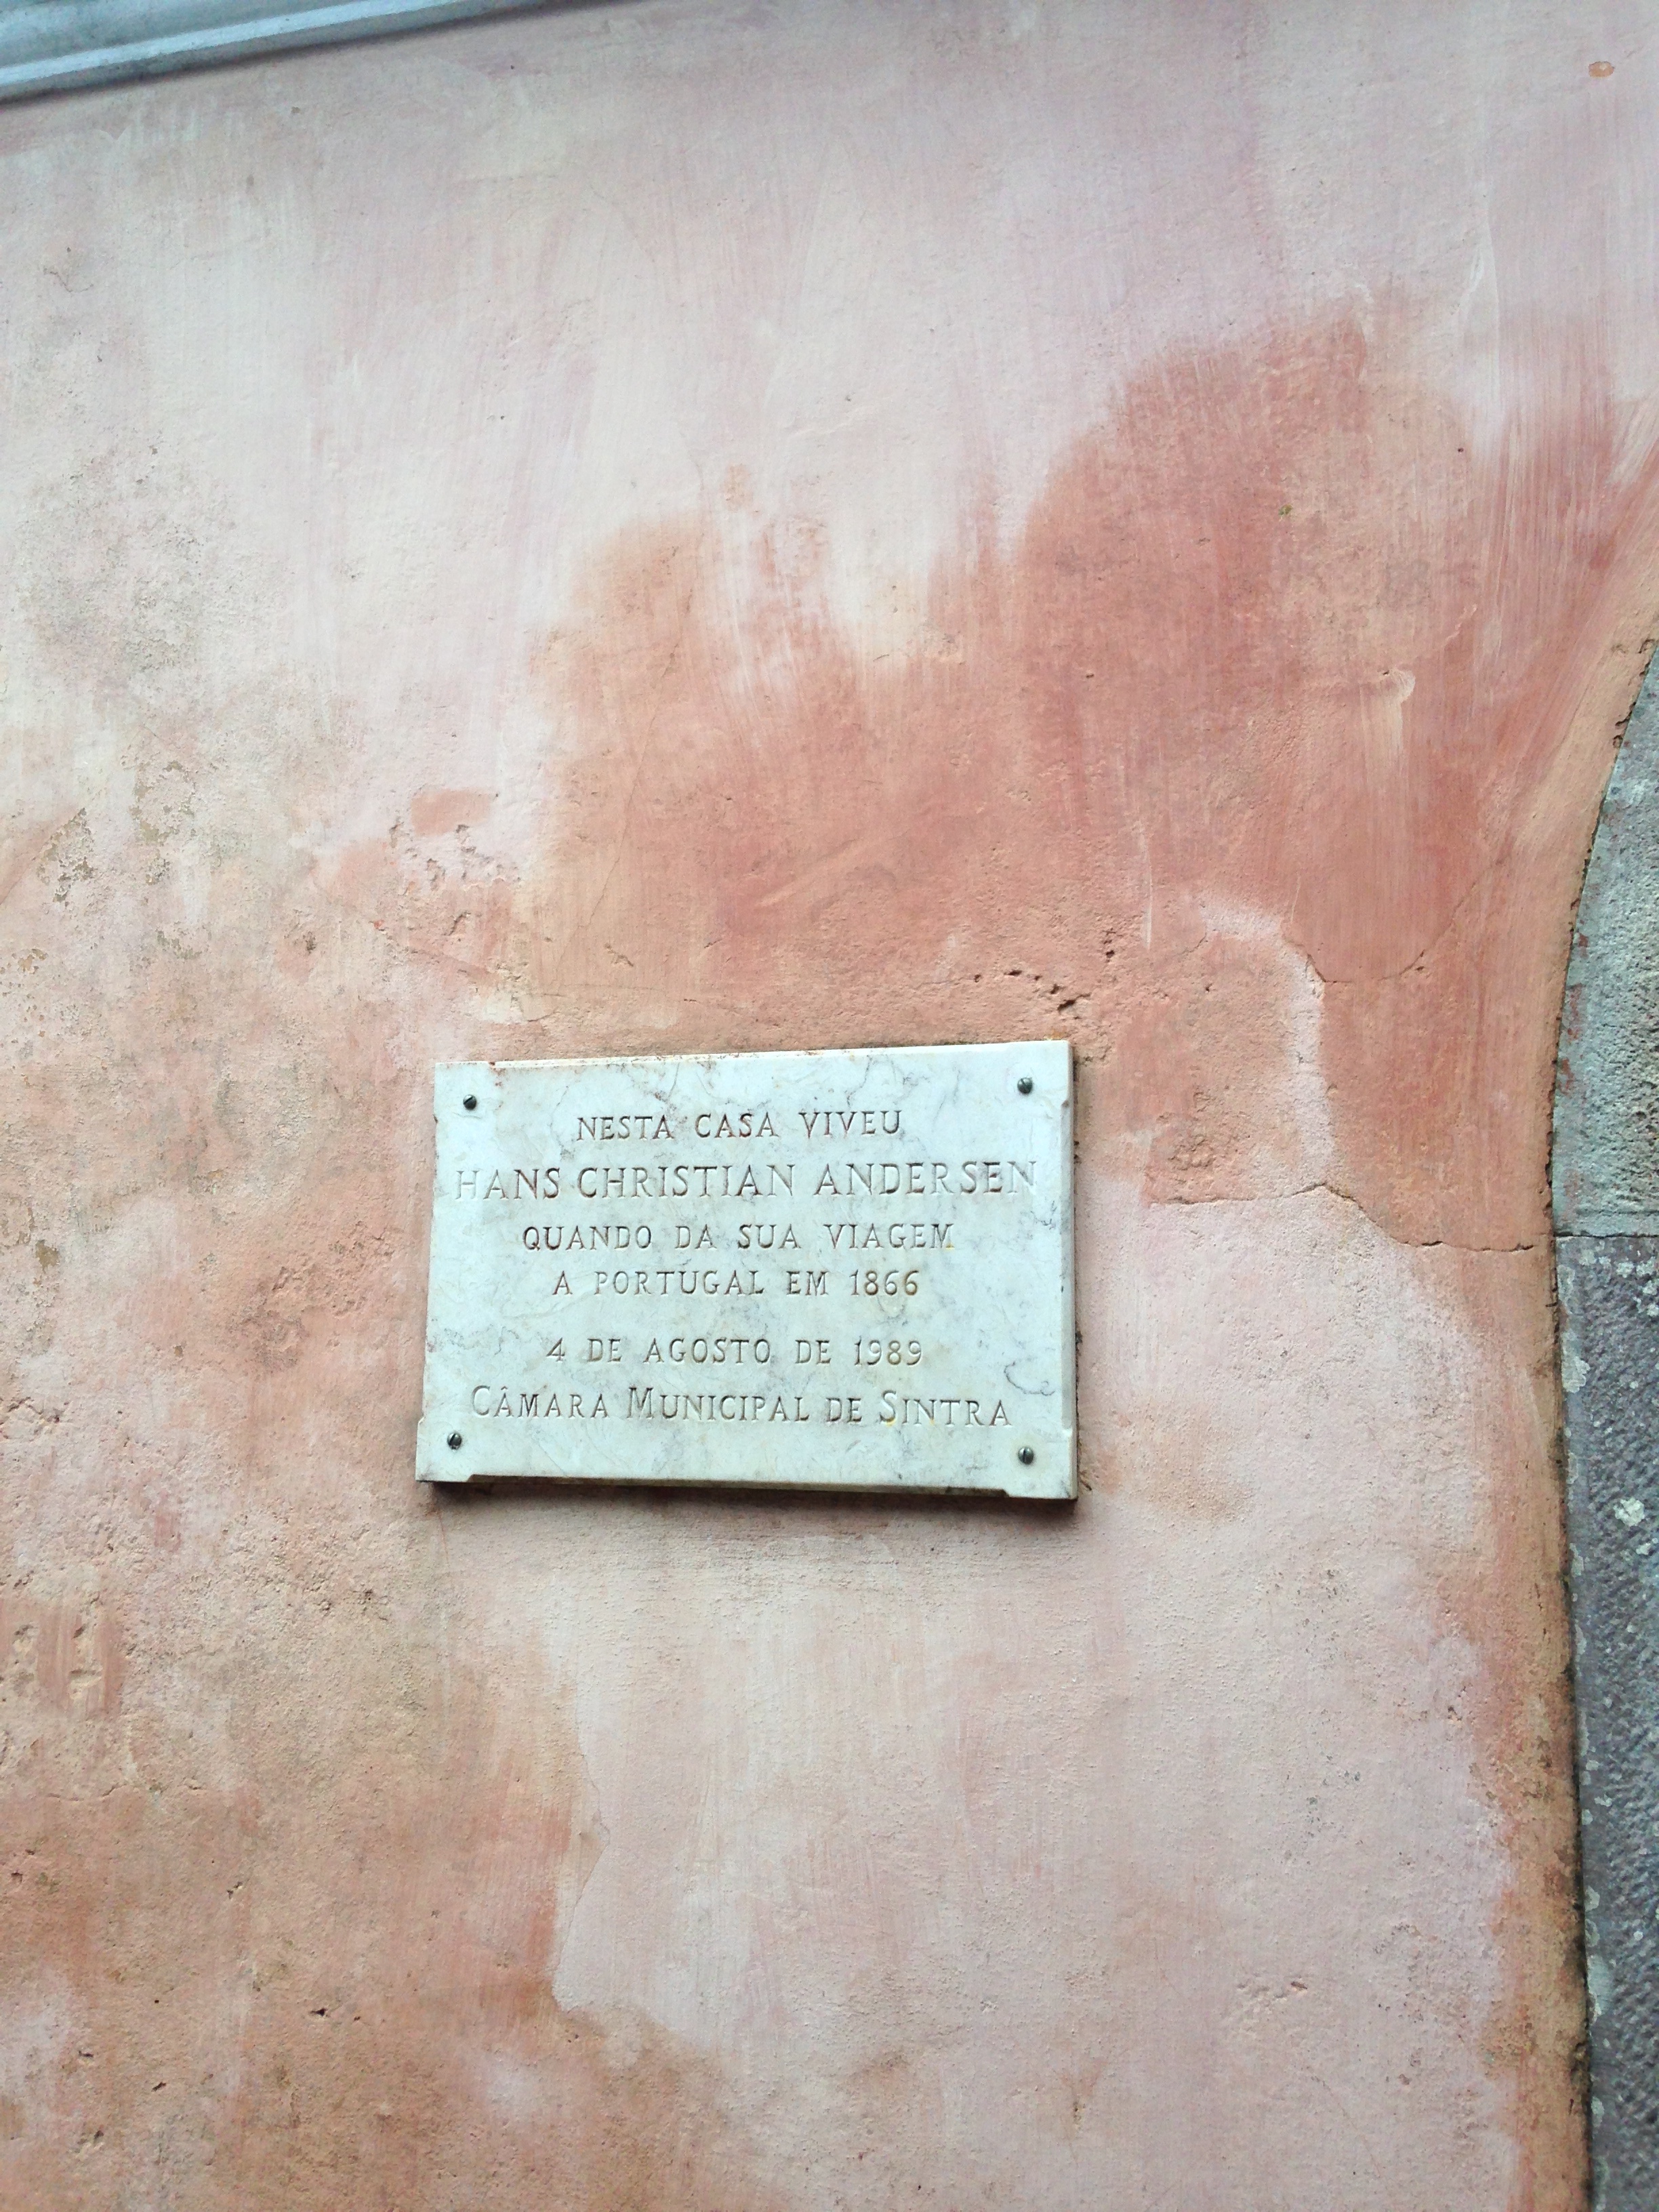 NESTA CASA VIVEU
HANS CHRISTIAN ANDERSEN
QUANDO DA SUA VIAGEM
A PORTUGAL EM 1866
4 DE AGOSTO DE 1989
CÂMARA MUNICIPAL DE SINTRA